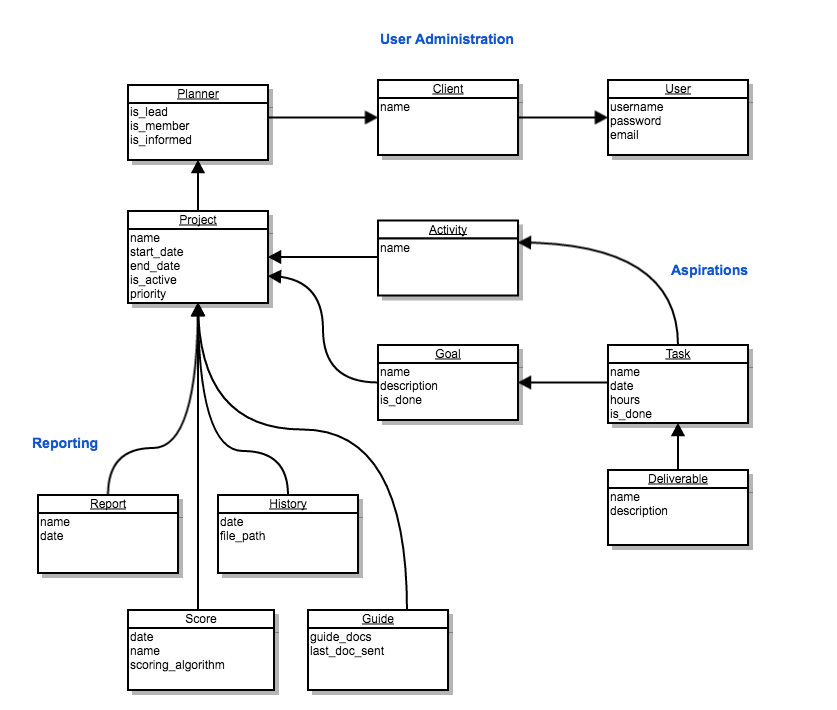 User Administration
Planner
is_lead
is_member
is_informed
Client
name
User
username
password
email
Project
name
start_date
end_date
is_active
priority
Activity
name
Aspirations
Goal
name
description
is_done
Task
name
date
hours
is_done
Reporting
Deliverable
name
description
Report
name
date
History
date
file_path
Score
date
name
scoring_algorithm
Guide
guide_docs
last_doc_sent